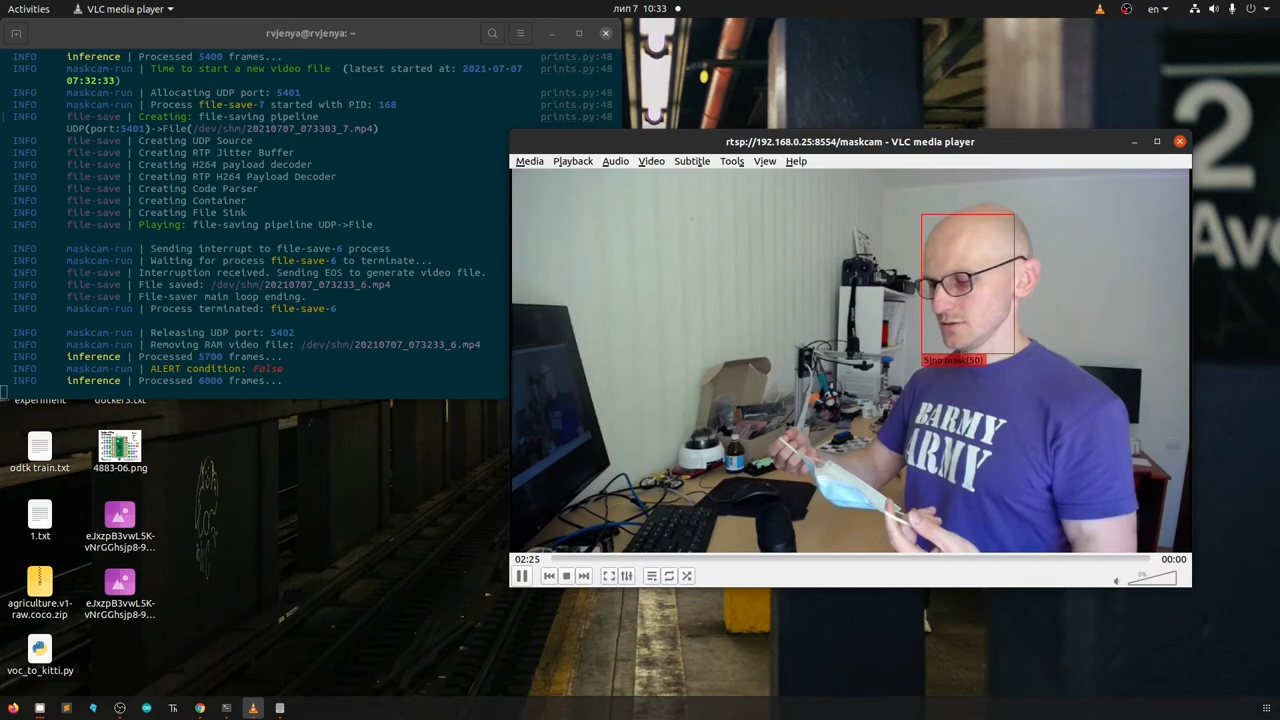 Activities
VLC media player
лип 7 10:33
en
rvjenya@rvjenya: ~
INFO inference | Processed 5400 frames... prints.py:48
INFO maskcam-run | Time to start a new video file (latest started at: 2021-07-07 prints.py:48
07:32:33)
INFO maskcam-run | Allocating UDP port: 5401 prints.py:48
INFO maskcam-run | Process file-save-7 started with PID: 168 prints.py:48
INFO file-save | Creating: file-saving pipeline prints.py:48
UDP(port:5401)->File(/dev/shm/20210707_073303_7.mp4)
INFO file-save | Creating UDP Source
INFO file-save | Creating RTP Jitter Buffer
INFO file-save | Creating H264 payload decoder
INFO file-save | Creating RTP H264 Payload Decoder
INFO file-save | Creating Code Parser
INFO file-save | Creating Container
INFO file-save | Creating File Sink
INFO file-save | Playing: file-saving pipeline UDP->File
INFO maskcam-run | Sending interrupt to file-save-6 process
INFO maskcam-run | Waiting for process file-save-6 to terminate...
INFO file-save | Interruption received. Sending EOS to generate video file.
INFO file-save | File saved: /dev/shm/20210707_073233_6.mp4
INFO file-save | File-saver main loop ending.
INFO maskcam-run | Process terminated: file-save-6
INFO maskcam-run | Releasing UDP port: 5402
INFO maskcam-run | Removing RAM video file: /dev/shm/20210707_073233_6.mp4
INFO inference | Processed 5700 frames...
INFO maskcam-run | ALERT condition: False
INFO inference | Processed 6000 frames...
rtsp://192.168.0.25:8554/maskcam - VLC media player
Media Playback Audio Video Subtitle Tools View Help
5|no mask(50)
BARMY
ARMY
02:25
00:00
0%
experiment
docker3.txt
odtk train.txt
4883-06.png
1.txt
eJxzpB3vwL5K-
vNrGGhsjp8-9...
agriculture.v1-
raw.coco.zip
eJxzpB3vwL5K-
vNrGGhsjp8-9...
voc_to_kitti.py
2
Ave